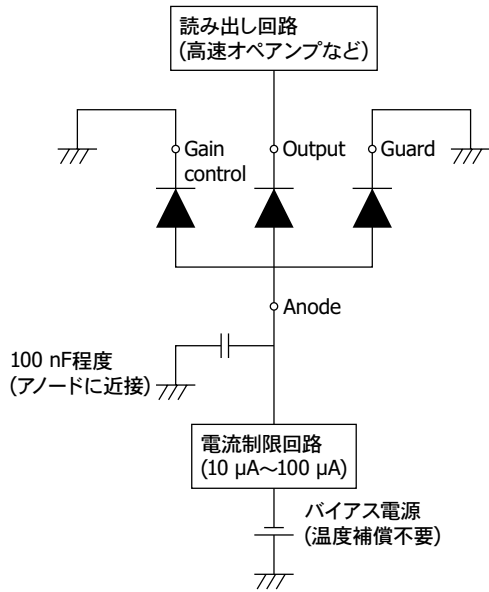 読み出し回路
(高速オペアンプなど)
Gain
control
Output
Guard
Anode
100 nF程度
(アノードに近接)
電流制限回路
(10 μA～100 μA)
バイアス電源
(温度補償不要)